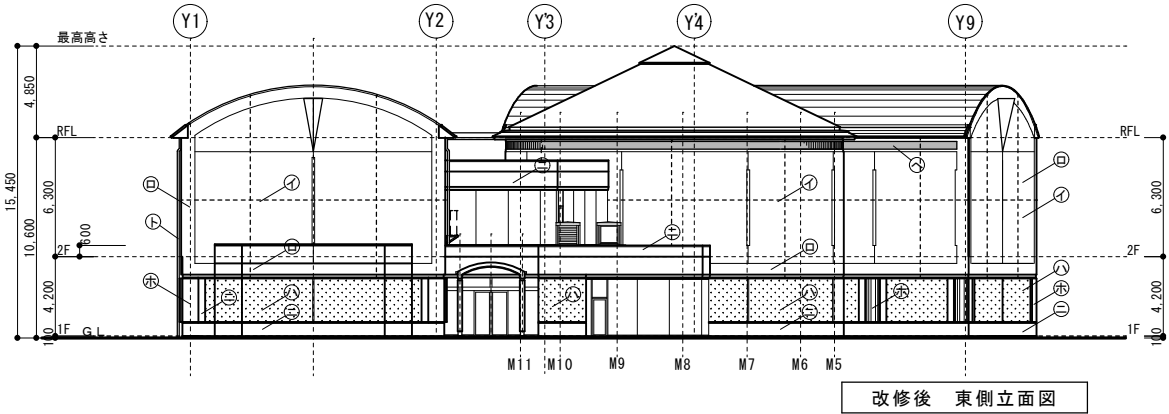 Y1 Y2 Y'3 Y'4 Y9
最高高さ
4,850
RFL RFL
㋺ ㋑ ㋥ ㋑ ㋬ ㋺ ㋑
15,450
10,600
6,300 6,300
㋣
600
2F 2F
㋺ ㋺
㋭ ㋥ ㋩ ㋩ ㋩ ㋭ ㋩ ㋭
4,200 4,200
㋥ ㋥ ㋥
1F G.L 1F
100 100
M11 M10 M9 M8 M7 M6 M5
改修後 東側立面図